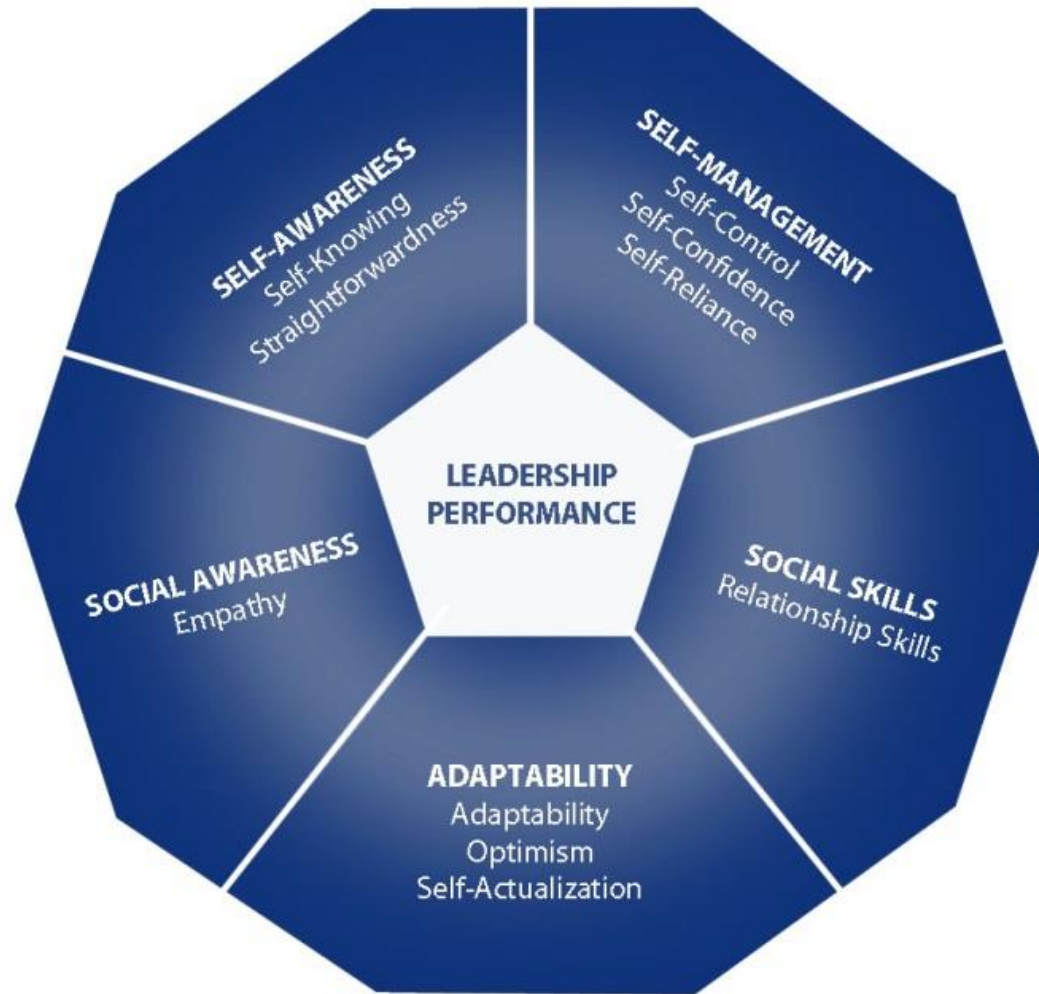 SELF-AWARENESS
Self-Knowing
Straightforwardness
SELF-MANAGEMENT
Self-Control
Self-Confidence
Self-Reliance
LEADERSHIP
PERFORMANCE
SOCIAL AWARENESS
Empathy
SOCIAL SKILLS
Relationship Skills
ADAPTABILITY
Adaptability
Optimism
Self-Actualization